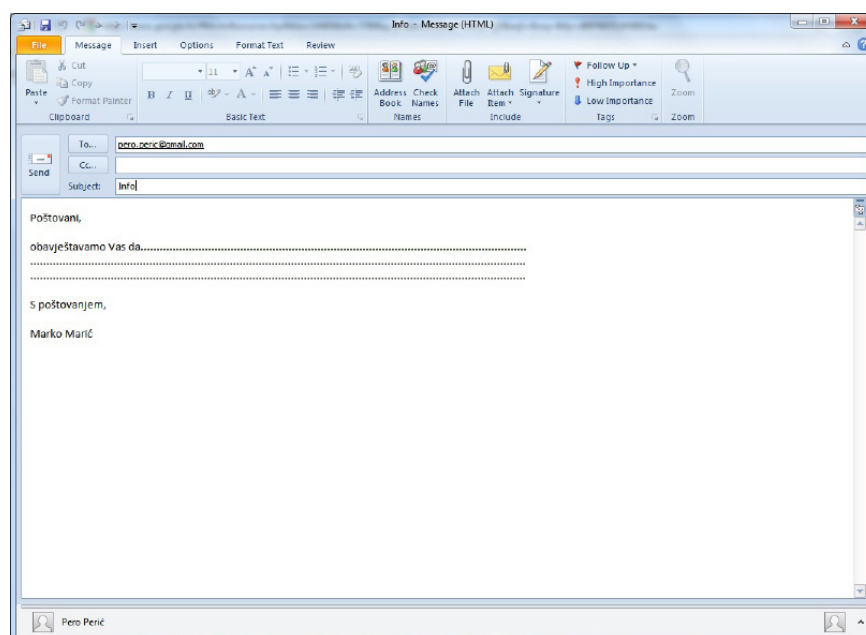 Info - Message (HTML)
File Message Insert Options Format Text Review
Cut
Copy
Format Painter
Paste
Clipboard
11
B I U
Basic Text
Address Book
Check Names
Names
Attach File
Attach Item
Signature
Include
Follow Up
High Importance
Low Importance
Tags
Zoom
Zoom
Send
To... pero.peric@gmail.com
Cc...
Subject: Info
Poštovani,
obavještavamo Vas da.....................................................................................................................
......................................................................................................................................................
......................................................................................................................................................
S poštovanjem,
Marko Marić
Pero Perić